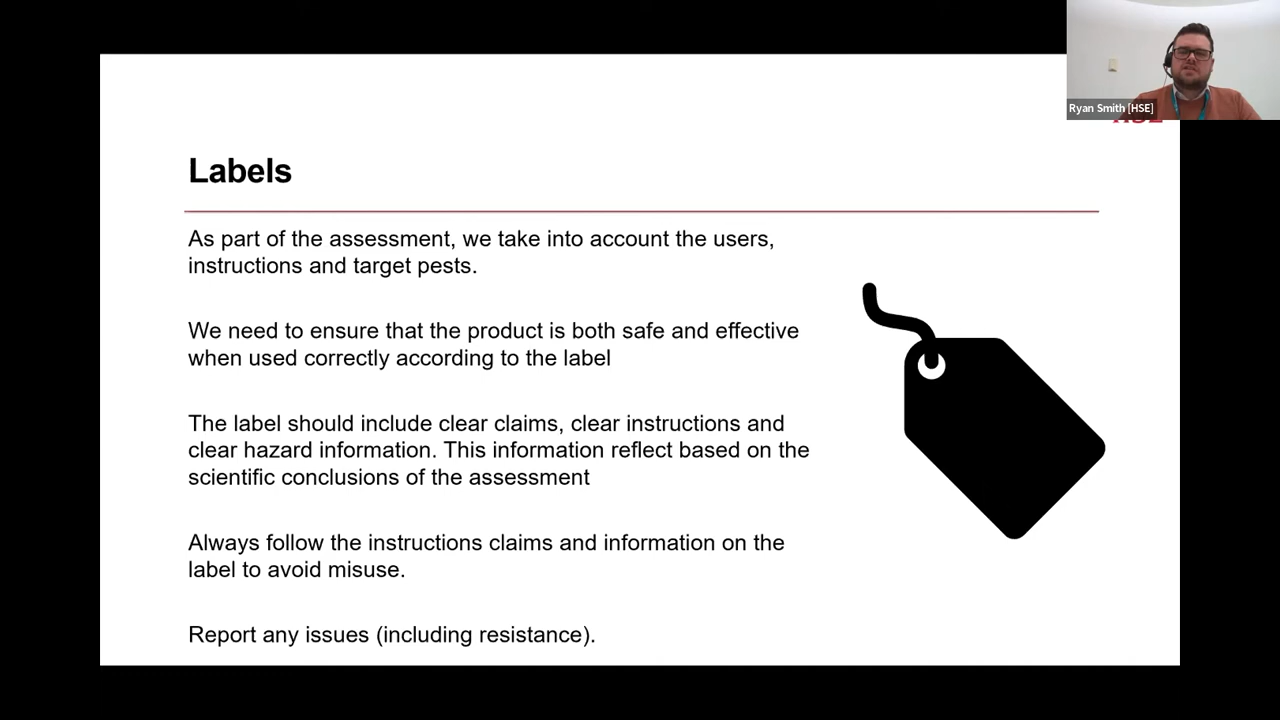 Ryan Smith [HSE]
Labels
As part of the assessment, we take into account the users,
instructions and target pests.
We need to ensure that the product is both safe and effective
when used correctly according to the label
The label should include clear claims, clear instructions and
clear hazard information. This information reflect based on the
scientific conclusions of the assessment
Always follow the instructions claims and information on the
label to avoid misuse.
Report any issues (including resistance).